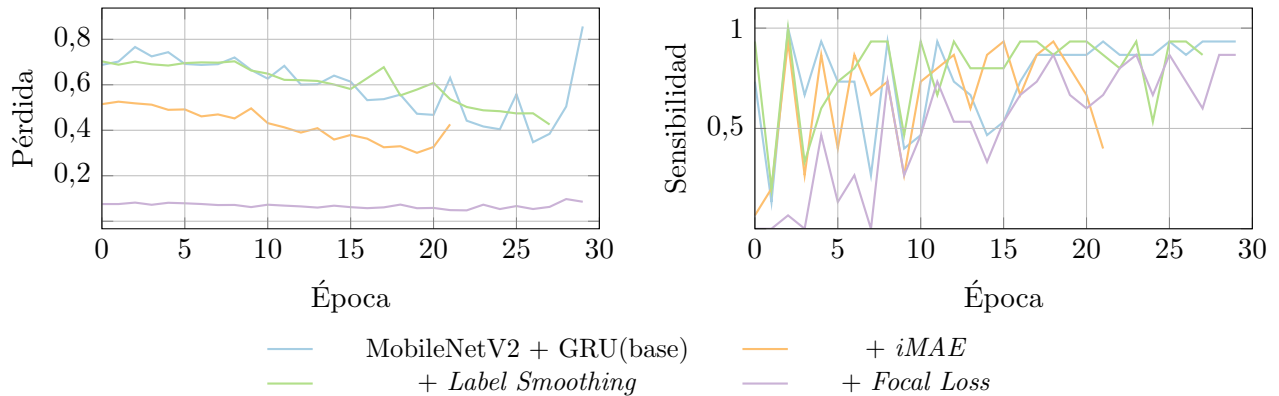 0,8
0,6
0,4
0,2
Pérdida
0 5 10 15 20 25 30
Época
1
0,5
Sensibilidad
0 5 10 15 20 25 30
Época
MobileNetV2 + GRU(base)
+ iMAE
+ Label Smoothing
+ Focal Loss